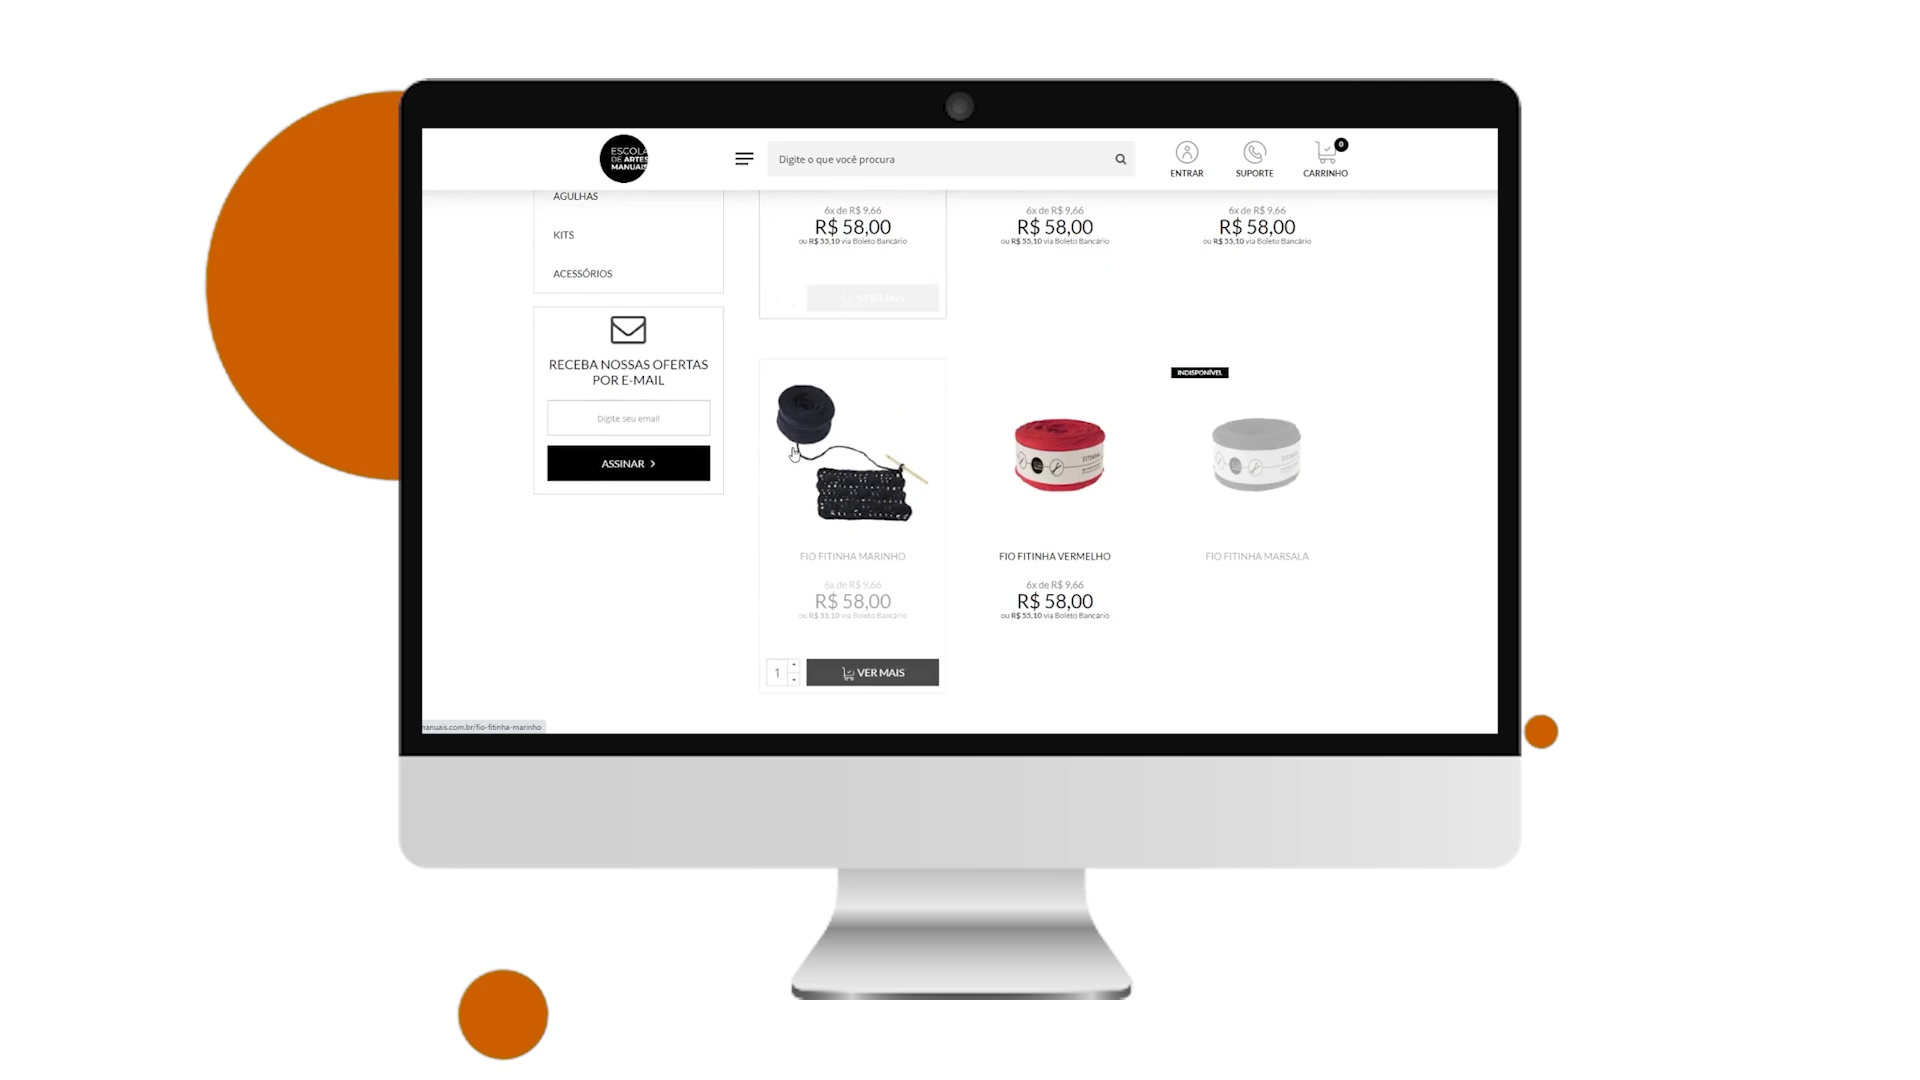 ESCOLA
DE ARTES
MANUAIS
Digite o que você procura
ENTRAR
SUPORTE
0
CARRINHO
AGULHAS
KITS
ACESSÓRIOS
RECEBA NOSSAS OFERTAS
POR E-MAIL
Digite seu email
ASSINAR
6x de R$ 9,66
R$ 58,00
ou R$ 55,10 via Boleto Bancário
VER MAIS
6x de R$ 9,66
R$ 58,00
ou R$ 55,10 via Boleto Bancário
6x de R$ 9,66
R$ 58,00
ou R$ 55,10 via Boleto Bancário
FIO FITINHA MARINHO
6x de R$ 9,66
R$ 58,00
ou R$ 55,10 via Boleto Bancário
1
VER MAIS
FITINHA
FIO FITINHA VERMELHO
6x de R$ 9,66
R$ 58,00
ou R$ 55,10 via Boleto Bancário
INDISPONÍVEL
FITINHA
FIO FITINHA MARSALA
manuais.com.br/fio-fitinha-marinho